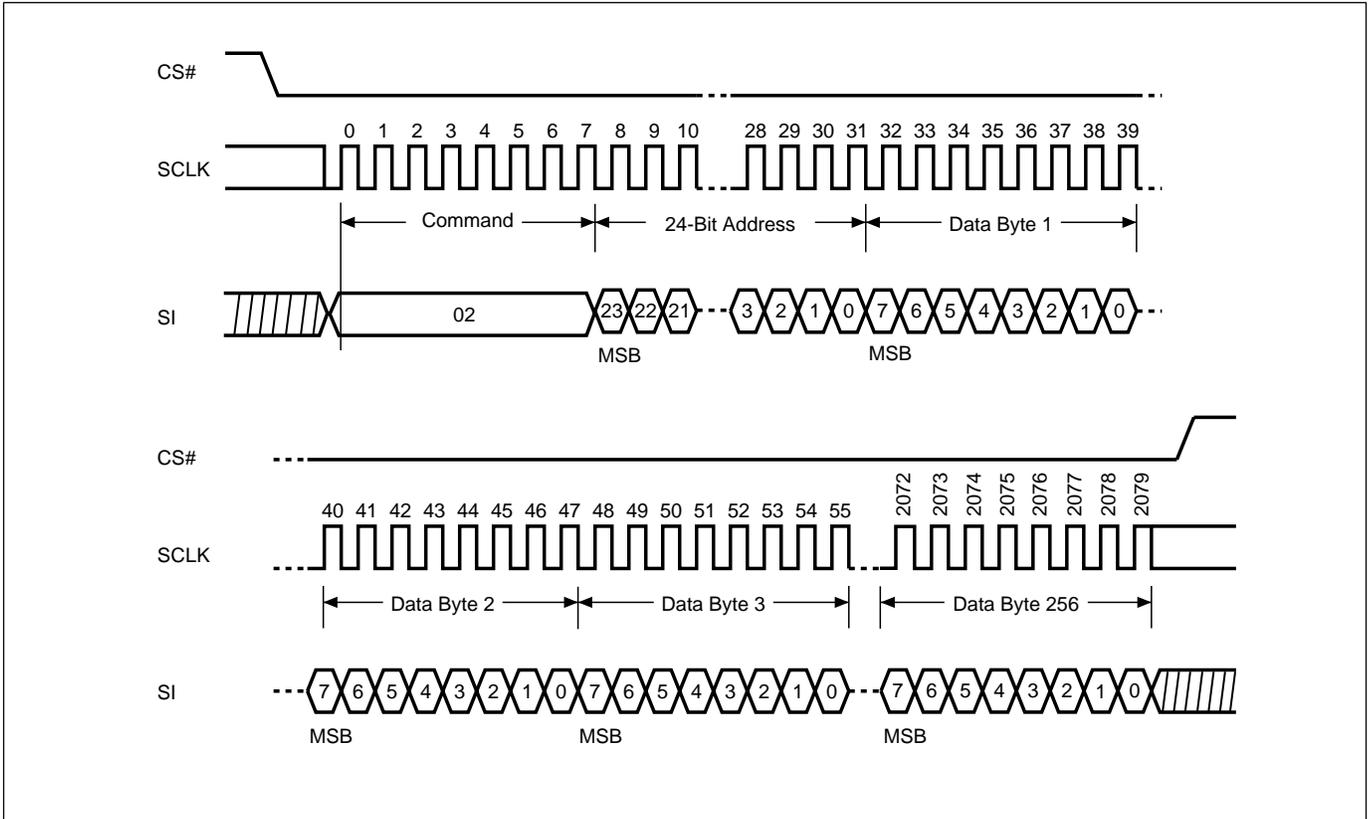 CS#
0 1 2 3 4 5 6 7 8 9 10 28 29 30 31 32 33 34 35 36 37 38 39
SCLK
Command 24-Bit Address Data Byte 1
SI 02 23 22 21 3 2 1 0 7 6 5 4 3 2 1 0
MSB MSB
CS#
40 41 42 43 44 45 46 47 48 49 50 51 52 53 54 55 2072 2073 2074 2075 2076 2077 2078 2079
SCLK
Data Byte 2 Data Byte 3 Data Byte 256
SI 7 6 5 4 3 2 1 0 7 6 5 4 3 2 1 0 7 6 5 4 3 2 1 0
MSB MSB MSB